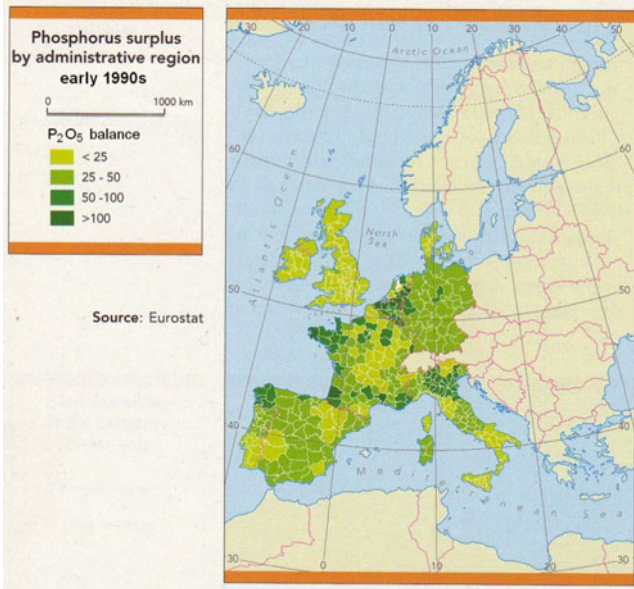 Phosphorus surplus
by administrative region
early 1990s
0 1000 km
P2O5 balance
< 25
25 - 50
50 -100
>100
Source: Eurostat
30
20
10
0
10
20
30
40
50
Arctic Ocean
60
60
Atlantic Ocean
North
Sea
50
50
40
40
Mediterranean Sea
30
0
10
20
30